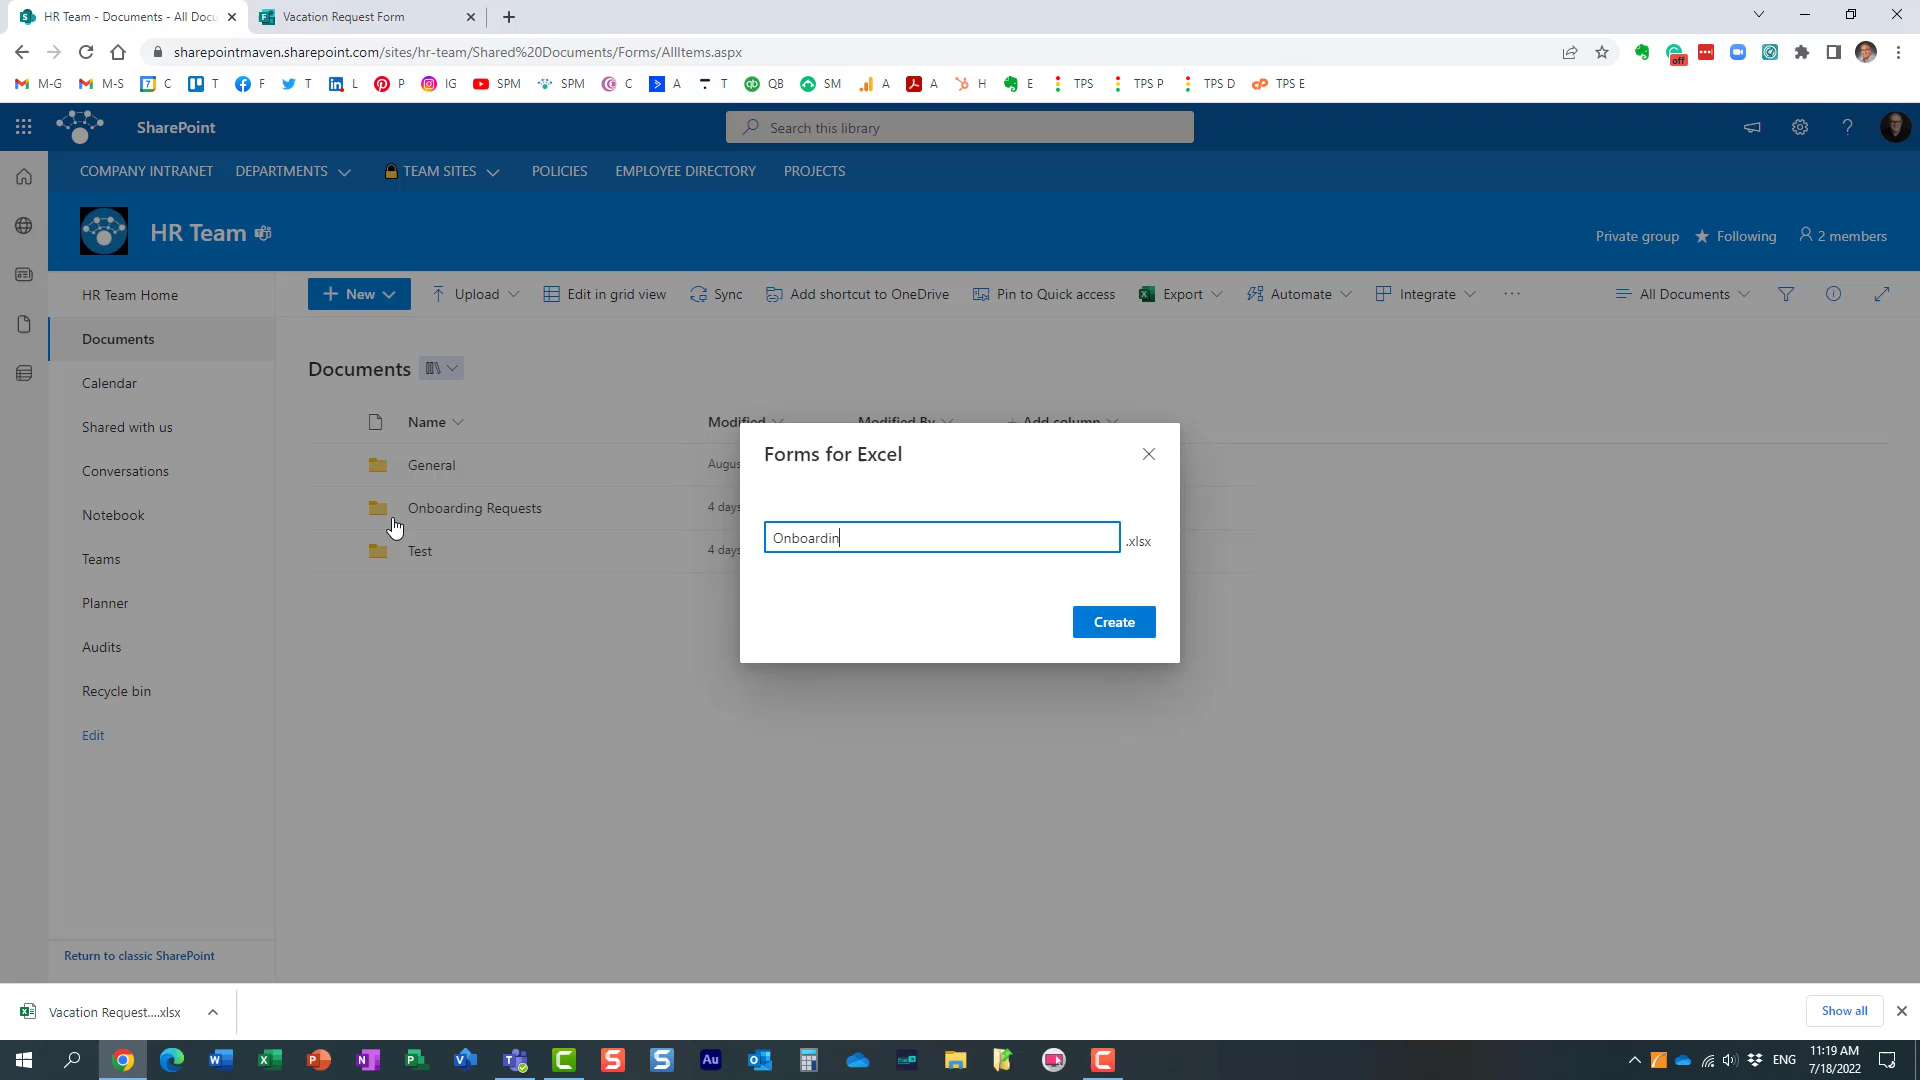 HR Team - Documents - All Docu
Vacation Request Form
sharepointmaven.sharepoint.com/sites/hr-team/Shared%20Documents/Forms/AllItems.aspx
off
M-G
M-S
7
C
T
F
T
L
P
IG
SPM
SPM
C
A
T
QB
SM
A
A
H
E
TPS
TPS P
TPS D
TPS E
SharePoint
Search this library
COMPANY INTRANET
DEPARTMENTS
TEAM SITES
POLICIES
EMPLOYEE DIRECTORY
PROJECTS
HR Team
Private group
Following
2 members
HR Team Home
Documents
Calendar
Shared with us
Conversations
Notebook
Teams
Planner
Audits
Recycle bin
Edit
Return to classic SharePoint
New
Upload
Edit in grid view
Sync
Add shortcut to OneDrive
Pin to Quick access
Export
Automate
Integrate
All Documents
Documents
Name
Modified
Modified By
Add column
General
Augus
Onboarding Requests
4 days
Test
4 days
Forms for Excel
Onboardin
.xlsx
Create
Vacation Request....xlsx
Show all
ENG
11:19 AM
7/18/2022